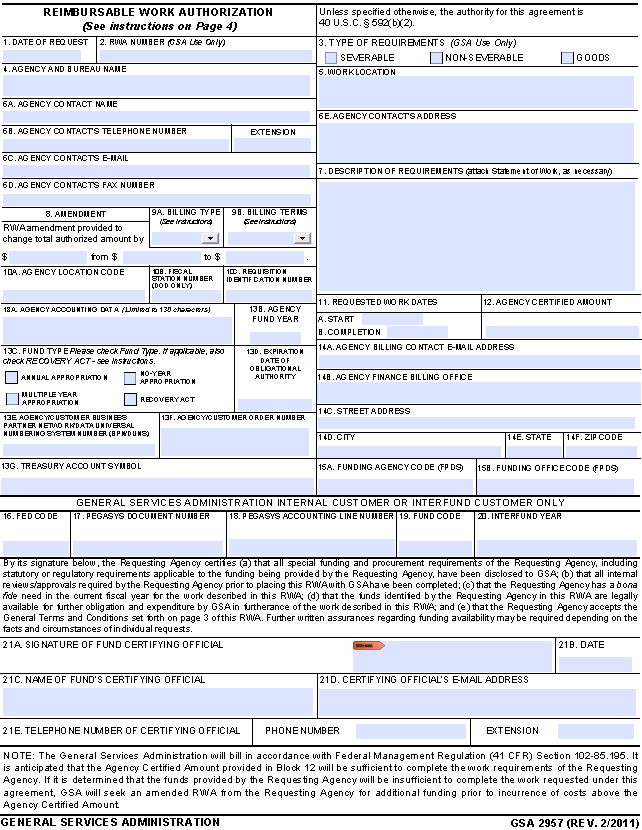 REIMBURSABLE WORK AUTHORIZATION
(See instructions on Page 4)
Unless specified otherwise, the authority for this agreement is
40 U.S.C. § 592(b)(2).
1. DATE OF REQUEST
2. RWA NUMBER (GSA Use Only)
3. TYPE OF REQUIREMENTS (GSA Use Only)
SEVERABLE
NON-SEVERABLE
GOODS
4. AGENCY AND BUREAU NAME
5. WORK LOCATION
6A. AGENCY CONTACT NAME
6B. AGENCY CONTACT'S TELEPHONE NUMBER
EXTENSION
6E. AGENCY CONTACT'S ADDRESS
6C. AGENCY CONTACT'S E-MAIL
6D. AGENCY CONTACT'S FAX NUMBER
7. DESCRIPTION OF REQUIREMENTS (attach Statement of Work, as necessary)
8. AMENDMENT
RWA amendment provided to
change total authorized amount by
9A. BILLING TYPE
(See Instructions)
9B. BILLING TERMS
(See Instructions)
$ from $ to $ .
10A. AGENCY LOCATION CODE
10B. FISCAL
STATION NUMBER
(DOD ONLY)
10C. REQUISITION
IDENTIFICATION NUMBER
11. REQUESTED WORK DATES
A. START
B. COMPLETION
12. AGENCY CERTIFIED AMOUNT
13A. AGENCY ACCOUNTING DATA (Limited to 130 characters)
13B. AGENCY
FUND YEAR
13C. FUND TYPE Please check Fund Type. If applicable, also
check RECOVERY ACT - see Instructions.
ANNUAL APPROPRIATION
NO-YEAR
APPROPRIATION
MULTIPLE YEAR
APPROPRIATION
RECOVERY ACT
13D. EXPIRATION
DATE OF
OBLIGATIONAL
AUTHORITY
14A. AGENCY BILLING CONTACT E-MAIL ADDRESS
14B. AGENCY FINANCE BILLING OFFICE
14C. STREET ADDRESS
13E. AGENCY/CUSTOMER BUSINESS
PARTNER NETWORK/DATA UNIVERSAL
NUMBERING SYSTEM NUMBER (BPN/DUNS)
13F. AGENCY/CUSTOMER ORDER NUMBER
14D. CITY
14E. STATE
14F. ZIP CODE
13G. TREASURY ACCOUNT SYMBOL
15A. FUNDING AGENCY CODE (FPDS)
15B. FUNDING OFFICE CODE (FPDS)
GENERAL SERVICES ADMINISTRATION INTERNAL CUSTOMER OR INTERFUND CUSTOMER ONLY
16. FED CODE
17. PEGASYS DOCUMENT NUMBER
18. PEGASYS ACCOUNTING LINE NUMBER
19. FUND CODE
20. INTERFUND YEAR
By its signature below, the Requesting Agency certifies (a) that all special funding and procurement requirements of the Requesting Agency, including
statutory or regulatory requirements applicable to the funding being provided by the Requesting Agency, have been disclosed to GSA; (b) that all internal
reviews/approvals required by the Requesting Agency prior to placing this RWA with GSA have been completed; (c) that the Requesting Agency has a bona
fide need in the current fiscal year for the work described in this RWA; (d) that the funds identified by the Requesting Agency in this RWA are legally
available for further obligation and expenditure by GSA in furtherance of the work described in this RWA; and (e) that the Requesting Agency accepts the
General Terms and Conditions set forth on page 3 of this RWA. Further written assurances regarding funding availability may be required depending on the
facts and circumstances of individual requests.
21A. SIGNATURE OF FUND CERTIFYING OFFICIAL
21B. DATE
21C. NAME OF FUND'S CERTIFYING OFFICIAL
21D. CERTIFYING OFFICIAL'S E-MAIL ADDRESS
21E. TELEPHONE NUMBER OF CERTIFYING OFFICIAL
PHONE NUMBER
EXTENSION
NOTE: The General Services Administration will bill in accordance with Federal Management Regulation (41 CFR) Section 102-85.195. It
is anticipated that the Agency Certified Amount provided in Block 12 will be sufficient to complete the work requirements of the Requesting
Agency. If it is determined that the funds provided by the Requesting Agency will be insufficient to complete the work requested under this
agreement, GSA will seek an amended RWA from the Requesting Agency for additional funding prior to incurrence of costs above the
Agency Certified Amount.
GENERAL SERVICES ADMINISTRATION
GSA 2957 (REV. 2/2011)